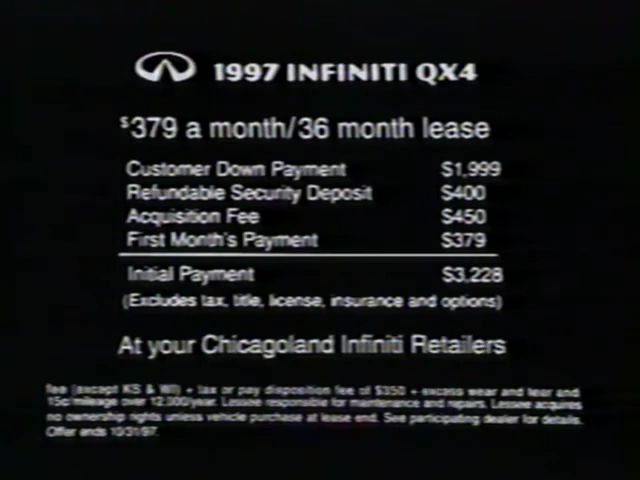 1997 INFINITI QX4
$379 a month/36 month lease
Customer Down Payment $1,999
Refundable Security Deposit $400
Acquisition Fee $450
First Month's Payment $379
Initial Payment $3,228
(Excludes tax, title, license, insurance and options)
At your Chicagoland Infiniti Retailers
fee (except KS & WI) + tax or pay disposition fee of $350 + excess wear and tear and
15¢/mileage over 12,000/year. Lessee responsible for maintenance and repairs. Lessee acquires
no ownership rights unless vehicle purchase at lease end. See participating dealer for details.
Offer ends 10/31/97.